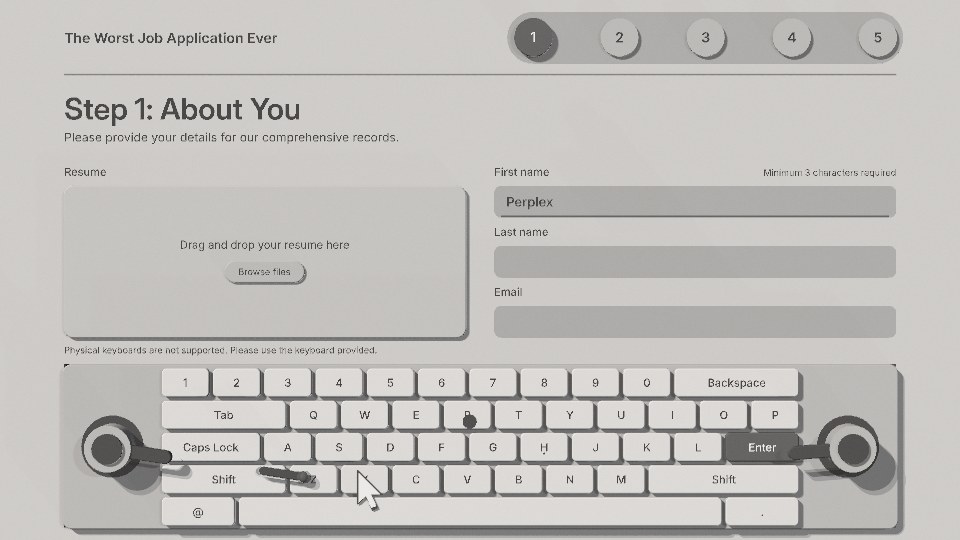 The Worst Job Application Ever
1 2 3 4 5
Step 1: About You
Please provide your details for our comprehensive records.
Resume
Drag and drop your resume here
Browse files
First name
Minimum 3 characters required
Perplex
Last name
Email
Physical keyboards are not supported. Please use the keyboard provided.
1 2 3 4 5 6 7 8 9 0 Backspace
Tab Q W E R T Y U I O P
Caps Lock A S D F G H J K L Enter
Shift Z C V B N M Shift
@ .